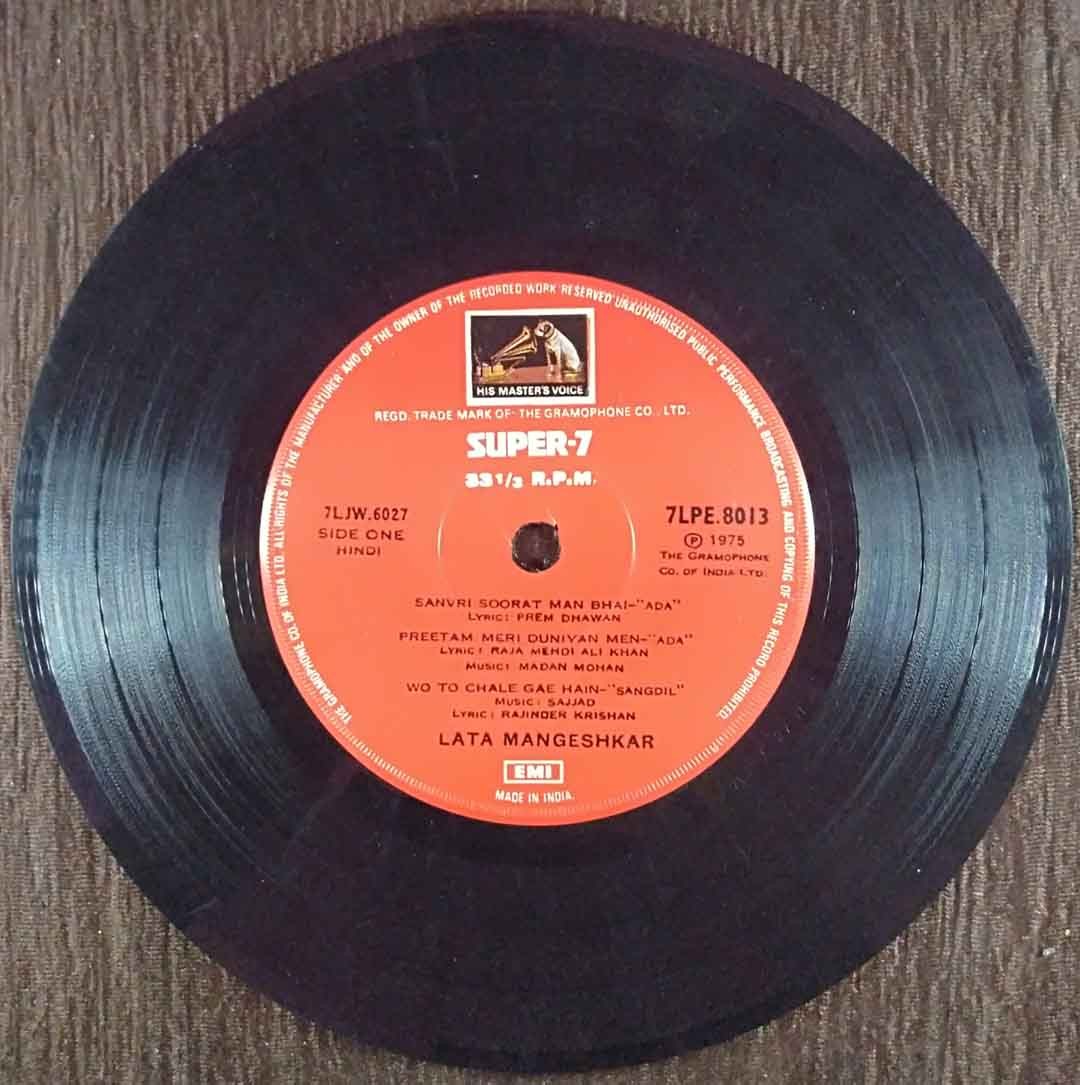 THE GRAMOPHONE CO. OF INDIA LTD. ALL RIGHTS OF THE MANUFACTURER AND OF THE OWNER OF THE RECORDED WORK RESERVED UNAUTHORISED PUBLIC PERFORMANCE BROADCASTING AND COPYING OF THIS RECORD PROHIBITED.
HIS MASTER'S VOICE
REGD. TRADE MARK OF THE GRAMOPHONE CO., LTD.
SUPER-7
33 1/3 R.P.M.
7LJW.6027
SIDE ONE
HINDI
7LPE.8013
℗ 1975
THE GRAMOPHONE
CO. OF INDIA LTD.
SANVRI SOORAT MAN BHAI-"ADA"
LYRIC: PREM DHAWAN
PREETAM MERI DUNIYAN MEN-"ADA"
LYRIC: RAJA MEHDI ALI KHAN
MUSIC: MADAN MOHAN
WO TO CHALE GAE HAIN-"SANGDIL"
MUSIC: SAJJAD
LYRIC: RAJINDER KRISHAN
LATA MANGESHKAR
EMI
MADE IN INDIA.